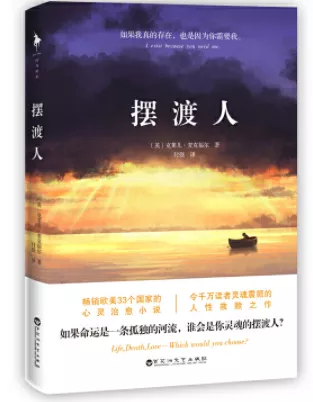 如果我真的存在，也是因为你需要我。
I exist because you need me.
摆渡人
（英）克莱儿·麦克福尔 著
付强 译
摆渡人
畅销欧美33个国家的
心灵治愈小说
令千万读者灵魂震颤的
人性救赎之作
如果命运是一条孤独的河流，谁会是你灵魂的摆渡人？
Life,Death,Love—Which would you choose?
百花洲文艺出版社